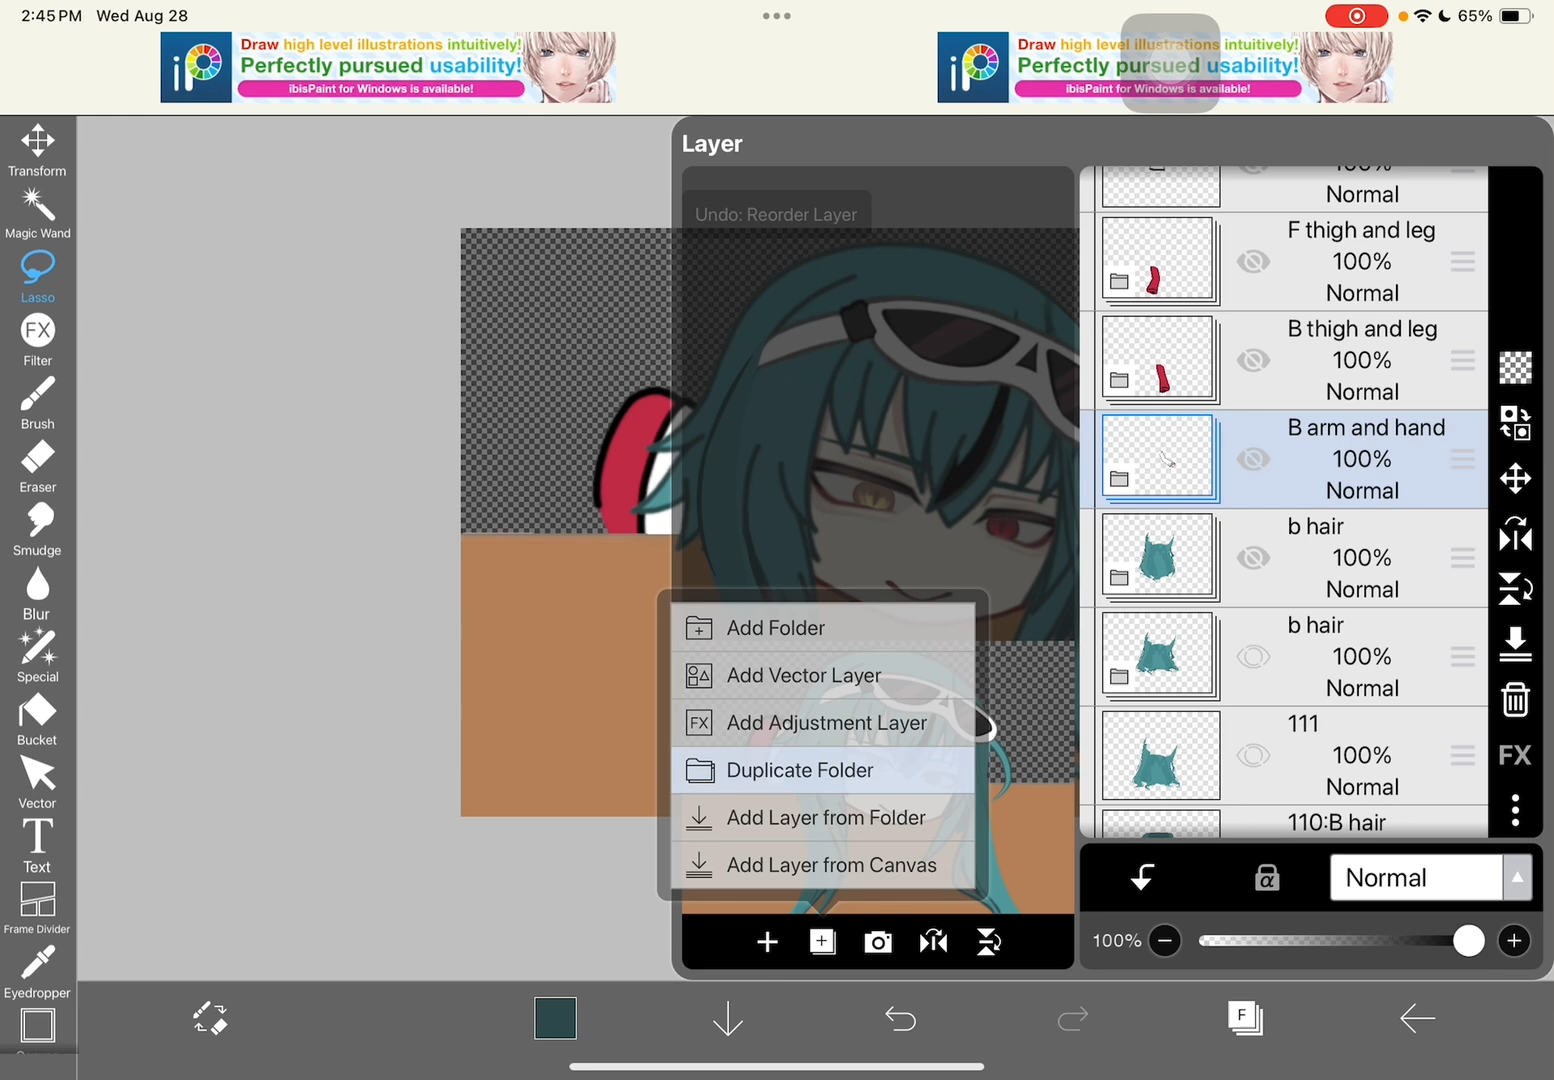 2:45 PM Wed Aug 28
65%
iP
Draw high level illustrations intuitively!
Perfectly pursued usability!
ibisPaint for Windows is available!
iP
Draw high level illustrations intuitively!
Perfectly pursued usability!
ibisPaint for Windows is available!
Transform
Magic Wand
Lasso
FX
Filter
Brush
Eraser
Smudge
Blur
Special
Bucket
Vector
T
Text
Frame Divider
Eyedropper
Layer
Undo: Reorder Layer
Add Folder
Add Vector Layer
FX
Add Adjustment Layer
Duplicate Folder
Add Layer from Folder
Add Layer from Canvas
100%
Normal
F thigh and leg
100%
Normal
B thigh and leg
100%
Normal
B arm and hand
100%
Normal
b hair
100%
Normal
b hair
100%
Normal
111
100%
Normal
110:B hair
FX
α
Normal
100%
F